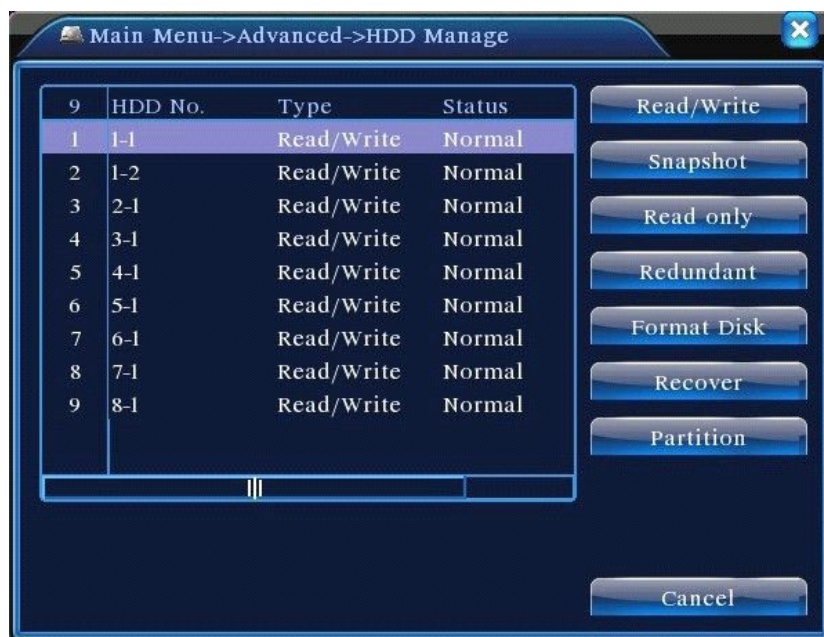 Main Menu->Advanced->HDD Manage
9 HDD No. Type Status
1 1-1 Read/Write Normal
2 1-2 Read/Write Normal
3 2-1 Read/Write Normal
4 3-1 Read/Write Normal
5 4-1 Read/Write Normal
6 5-1 Read/Write Normal
7 6-1 Read/Write Normal
8 7-1 Read/Write Normal
9 8-1 Read/Write Normal
Read/Write
Snapshot
Read only
Redundant
Format Disk
Recover
Partition
Cancel